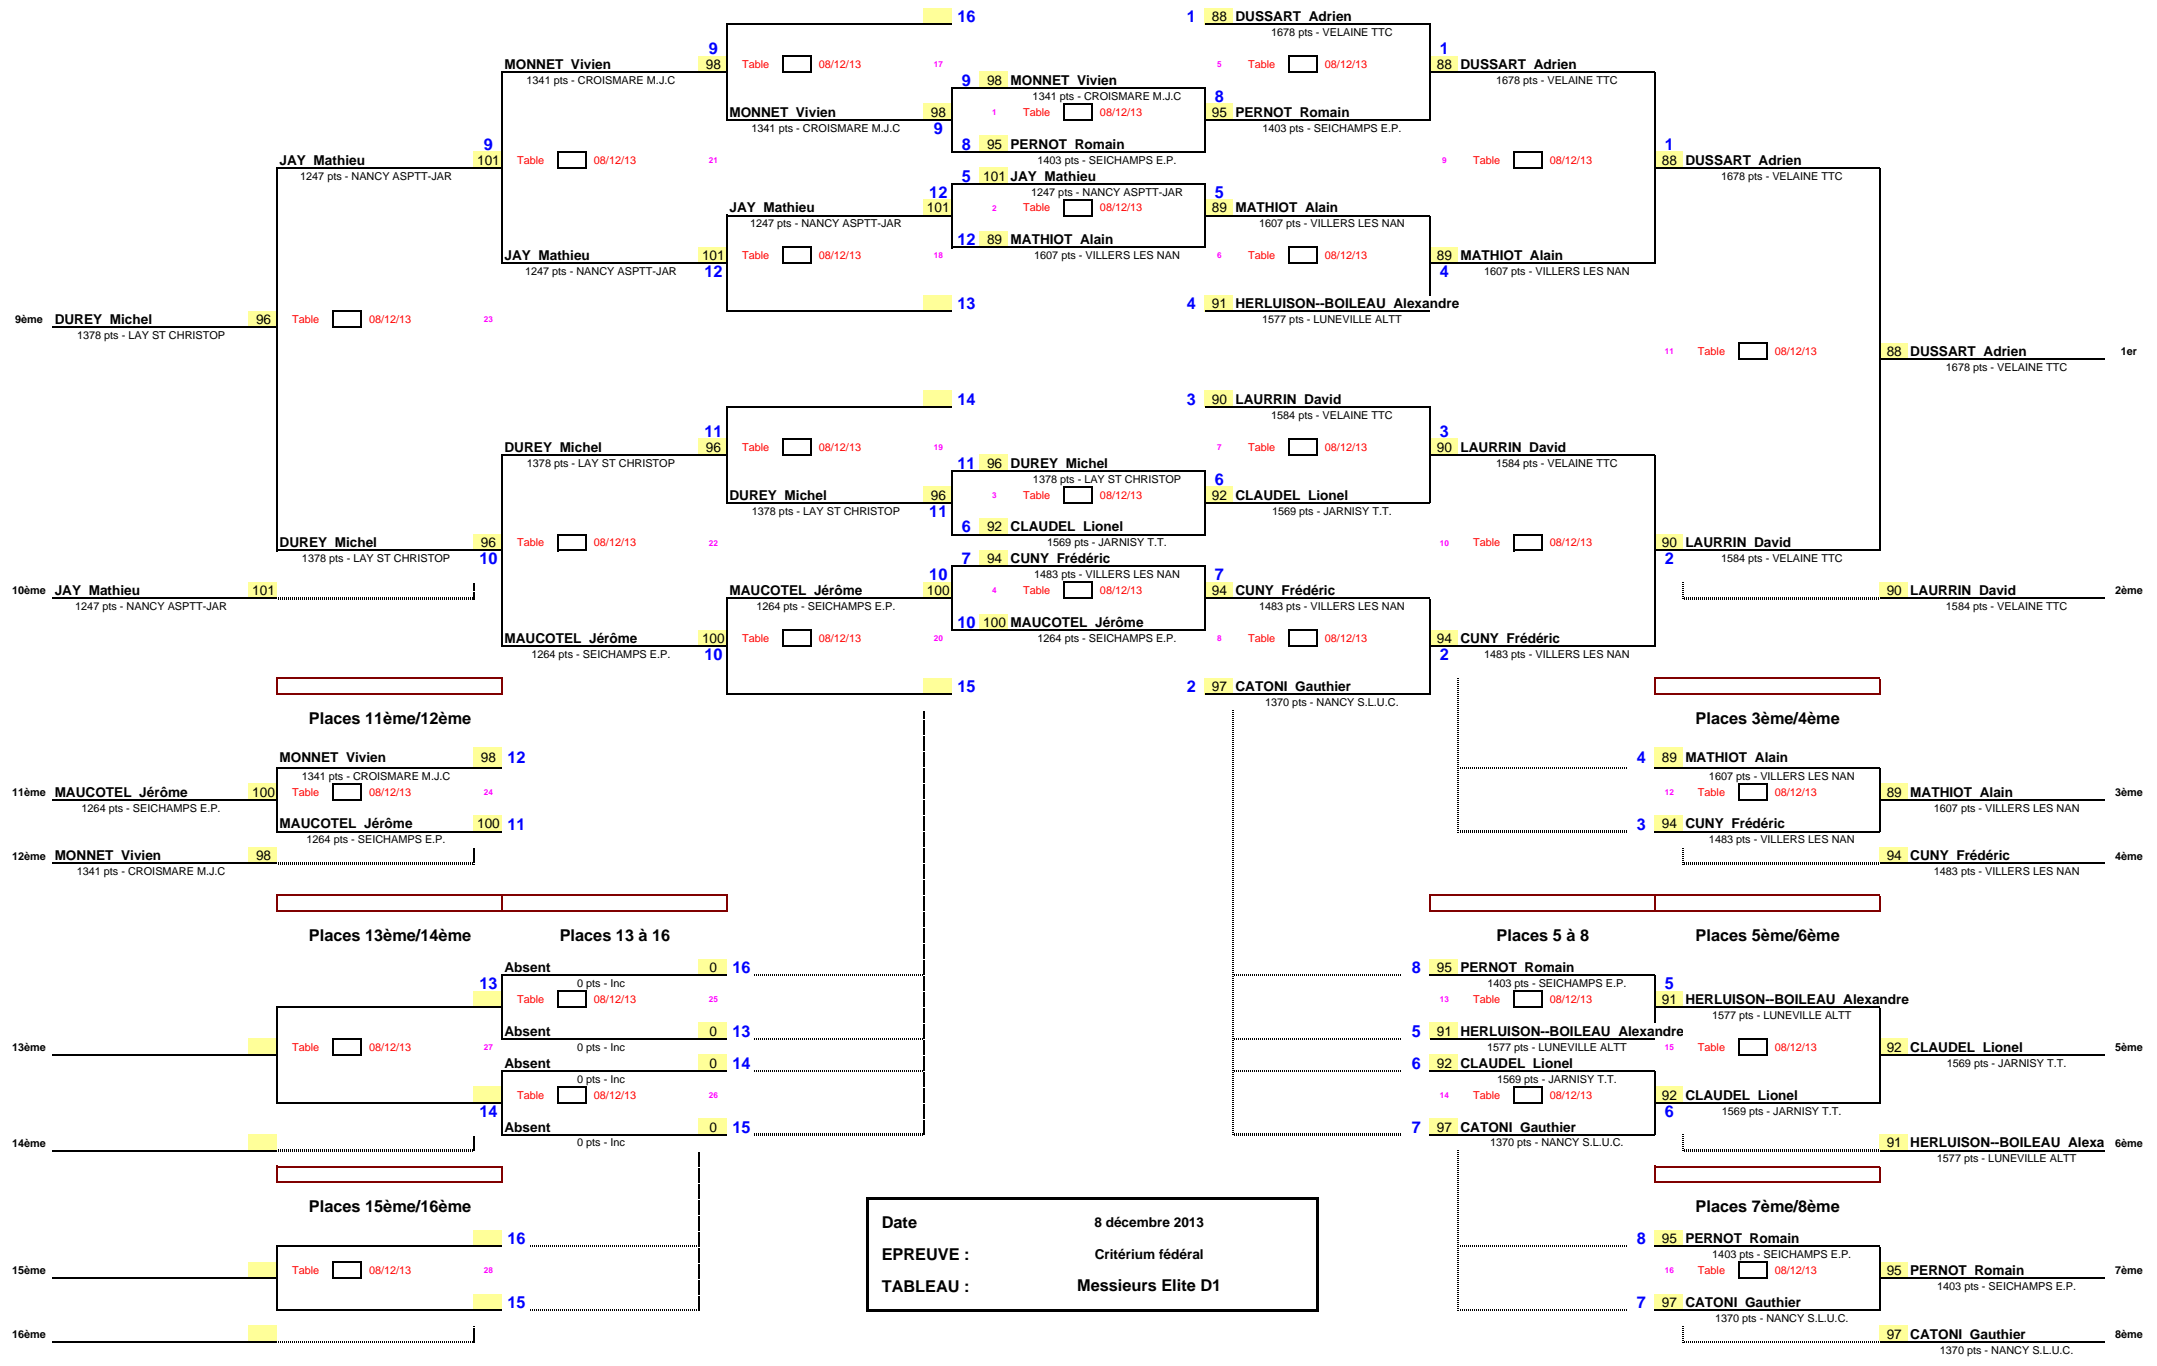 16 1 88 DUSSART Adrien
1678 pts - VELAINE TTC
9 1
MONNET Vivien 98 Table 08/12/13 17 5 Table 08/12/13 88 DUSSART Adrien
1341 pts - CROISMARE M.J.C 9 98 MONNET Vivien 1678 pts - VELAINE TTC
1341 pts - CROISMARE M.J.C 8
MONNET Vivien 98 1 Table 08/12/13 95 PERNOT Romain
1341 pts - CROISMARE M.J.C 9 1403 pts - SEICHAMPS E.P.
9 8 95 PERNOT Romain 1
JAY Mathieu 101 Table 08/12/13 21 1403 pts - SEICHAMPS E.P. 9 Table 08/12/13 88 DUSSART Adrien
1247 pts - NANCY ASPTT-JAR 5 101 JAY Mathieu 1678 pts - VELAINE TTC
12 1247 pts - NANCY ASPTT-JAR 5
JAY Mathieu 101 2 Table 08/12/13 89 MATHIOT Alain
1247 pts - NANCY ASPTT-JAR 1607 pts - VILLERS LES NAN
12 89 MATHIOT Alain
JAY Mathieu 101 Table 08/12/13 18 1607 pts - VILLERS LES NAN 6 Table 08/12/13 89 MATHIOT Alain
1247 pts - NANCY ASPTT-JAR 12 4 1607 pts - VILLERS LES NAN
13 4 91 HERLUISON--BOILEAU Alexandre
9ème DUREY Michel 96 Table 08/12/13 23 1577 pts - LUNEVILLE ALTT
1378 pts - LAY ST CHRISTOP
11 Table 08/12/13 88 DUSSART Adrien 1er
1678 pts - VELAINE TTC
14 3 90 LAURRIN David
1584 pts - VELAINE TTC
11 3
DUREY Michel 96 Table 08/12/13 19 7 Table 08/12/13 90 LAURRIN David
1378 pts - LAY ST CHRISTOP 11 96 DUREY Michel 1584 pts - VELAINE TTC
1378 pts - LAY ST CHRISTOP 6
DUREY Michel 96 3 Table 08/12/13 92 CLAUDEL Lionel
1378 pts - LAY ST CHRISTOP 11 1569 pts - JARNISY T.T.
6 92 CLAUDEL Lionel
DUREY Michel 96 Table 08/12/13 22 1569 pts - JARNISY T.T. 10 Table 08/12/13 90 LAURRIN David
1378 pts - LAY ST CHRISTOP 10 7 94 CUNY Frédéric 2 1584 pts - VELAINE TTC
10 1483 pts - VILLERS LES NAN 7
10ème JAY Mathieu 101 MAUCOTEL Jérôme 100 4 Table 08/12/13 94 CUNY Frédéric 90 LAURRIN David 2ème
1247 pts - NANCY ASPTT-JAR 1264 pts - SEICHAMPS E.P. 1483 pts - VILLERS LES NAN 1584 pts - VELAINE TTC
10 100 MAUCOTEL Jérôme
MAUCOTEL Jérôme 100 Table 08/12/13 20 1264 pts - SEICHAMPS E.P. 8 Table 08/12/13 94 CUNY Frédéric
1264 pts - SEICHAMPS E.P. 10 2 1483 pts - VILLERS LES NAN
15 2 97 CATONI Gauthier
1370 pts - NANCY S.L.U.C.
Places 11ème/12ème Places 3ème/4ème
MONNET Vivien 98 12 4 89 MATHIOT Alain
1341 pts - CROISMARE M.J.C 1607 pts - VILLERS LES NAN
11ème MAUCOTEL Jérôme 100 Table 08/12/13 24 12 Table 08/12/13 89 MATHIOT Alain 3ème
1264 pts - SEICHAMPS E.P. 1607 pts - VILLERS LES NAN
MAUCOTEL Jérôme 100 11 3 94 CUNY Frédéric
1264 pts - SEICHAMPS E.P. 1483 pts - VILLERS LES NAN
12ème MONNET Vivien 98 94 CUNY Frédéric 4ème
1341 pts - CROISMARE M.J.C 1483 pts - VILLERS LES NAN
Places 13ème/14ème Places 13 à 16 Places 5 à 8 Places 5ème/6ème
Absent 0 16 8 95 PERNOT Romain
13 0 pts - Inc 1403 pts - SEICHAMPS E.P. 5
Table 08/12/13 25 13 Table 08/12/13 91 HERLUISON--BOILEAU Alexandre
1577 pts - LUNEVILLE ALTT
Absent 0 13 5 91 HERLUISON--BOILEAU Alexandre
13ème Table 08/12/13 27 0 pts - Inc 1577 pts - LUNEVILLE ALTT 15 Table 08/12/13 92 CLAUDEL Lionel 5ème
Absent 0 14 6 92 CLAUDEL Lionel 1569 pts - JARNISY T.T.
0 pts - Inc 1569 pts - JARNISY T.T.
Table 08/12/13 26 14 Table 08/12/13 92 CLAUDEL Lionel
14 6 1569 pts - JARNISY T.T.
Absent 0 15 7 97 CATONI Gauthier
14ème 0 pts - Inc 1370 pts - NANCY S.L.U.C. 91 HERLUISON--BOILEAU Alexa 6ème
1577 pts - LUNEVILLE ALTT
Places 15ème/16ème Places 7ème/8ème
Date 8 décembre 2013
16 8 95 PERNOT Romain
EPREUVE : Critérium fédéral 1403 pts - SEICHAMPS E.P.
15ème Table 08/12/13 28 16 Table 08/12/13 95 PERNOT Romain 7ème
TABLEAU : Messieurs Elite D1 1403 pts - SEICHAMPS E.P.
15 7 97 CATONI Gauthier
1370 pts - NANCY S.L.U.C.
16ème 97 CATONI Gauthier 8ème
1370 pts - NANCY S.L.U.C.